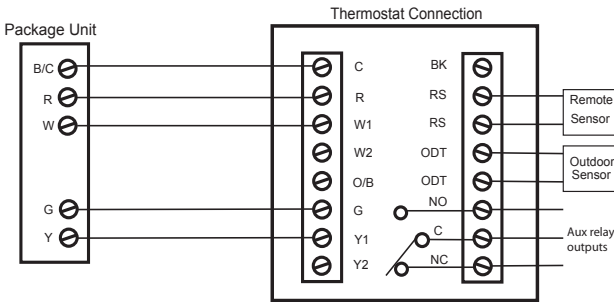 Thermostat Connection
Package Unit
B/C
R
W
G
Y
C
R
W1
W2
O/B
G
Y1
Y2
BK
RS
RS
ODT
ODT
NO
C
NC
Remote
Sensor
Outdoor
Sensor
Aux relay
outputs